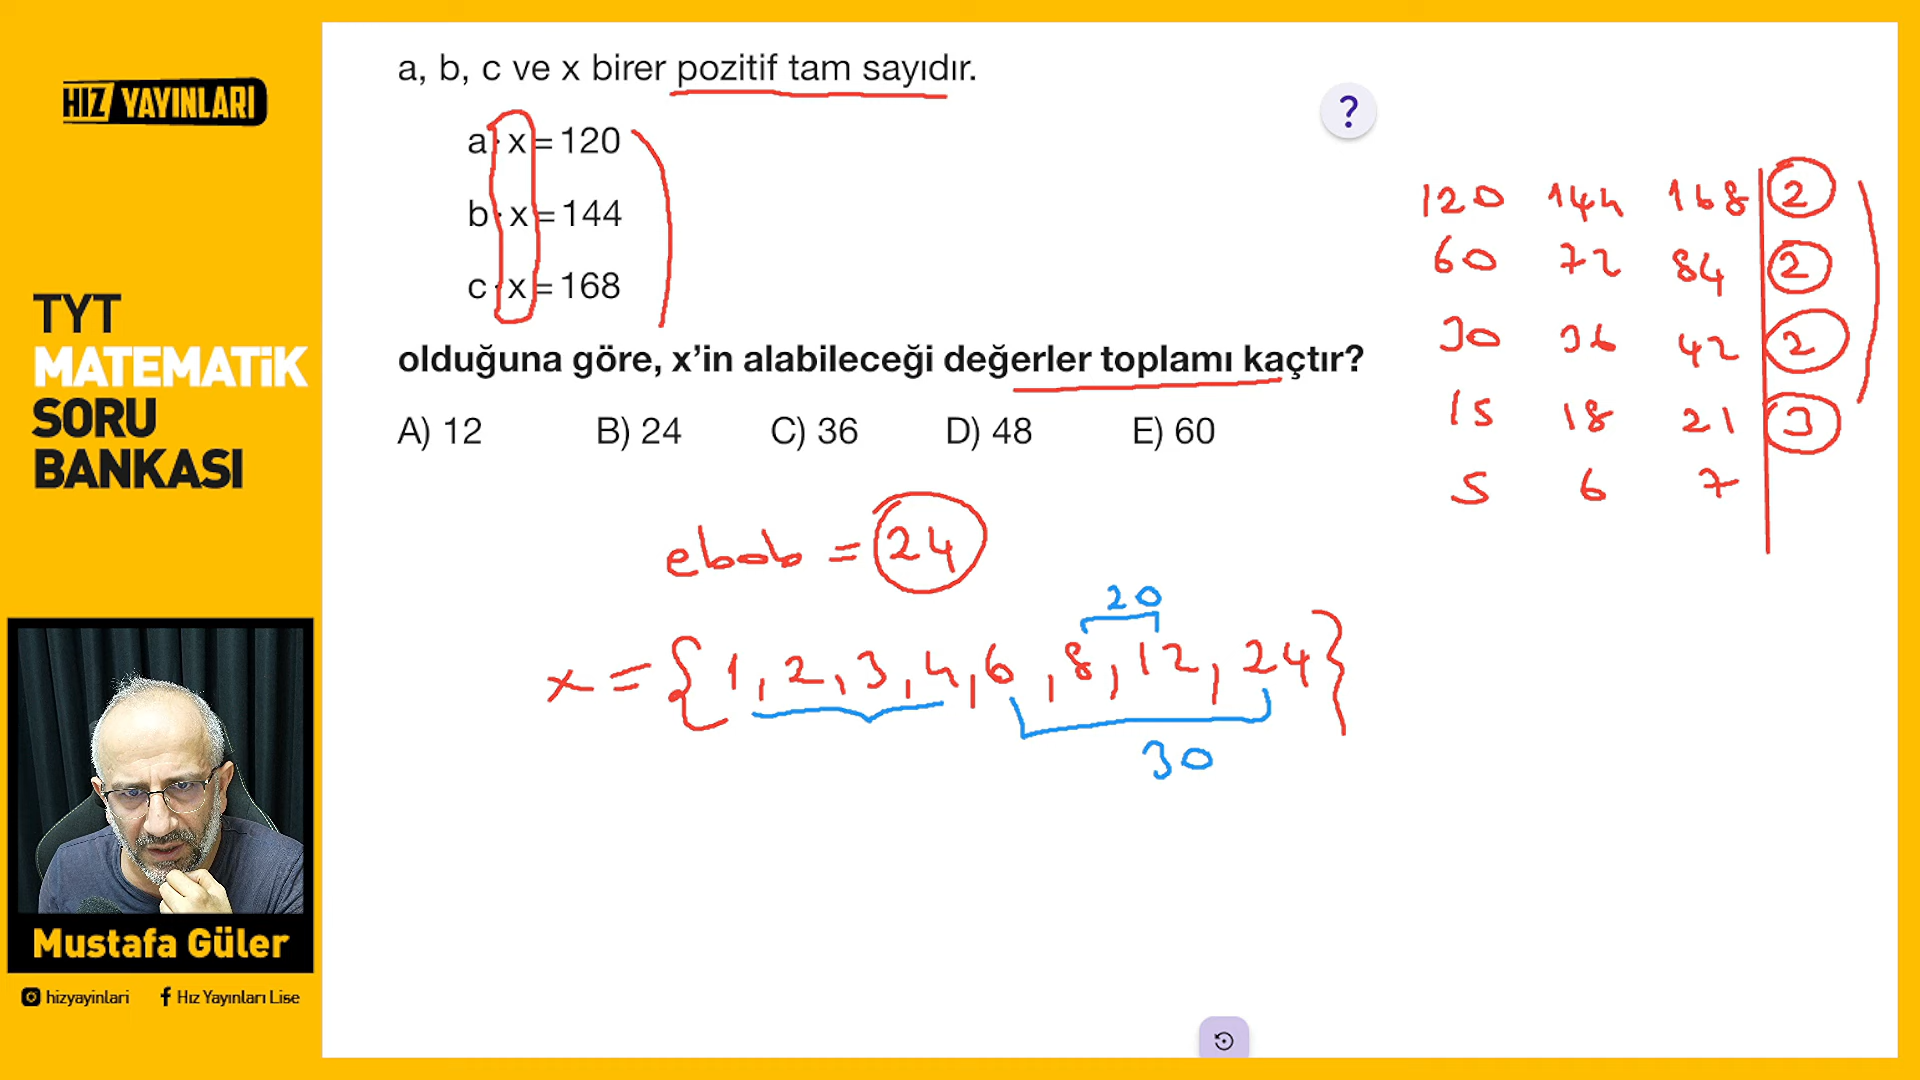 HIZ YAYINLARI
TYT
MATEMATİK
SORU
BANKASI
Mustafa Güler
hizyayinlari Hız Yayınları Lise
a, b, c ve x birer pozitif tam sayıdır.
a · x = 120
b · x = 144
c · x = 168
olduğuna göre, x’in alabileceği değerler toplamı kaçtır?
A) 12 B) 24 C) 36 D) 48 E) 60
?
120 144 168 2
60 72 84 2
30 36 42 2
15 18 21 3
5 6 7
ebob = 24
20
x = {1, 2, 3, 4, 6, 8, 12, 24}
30